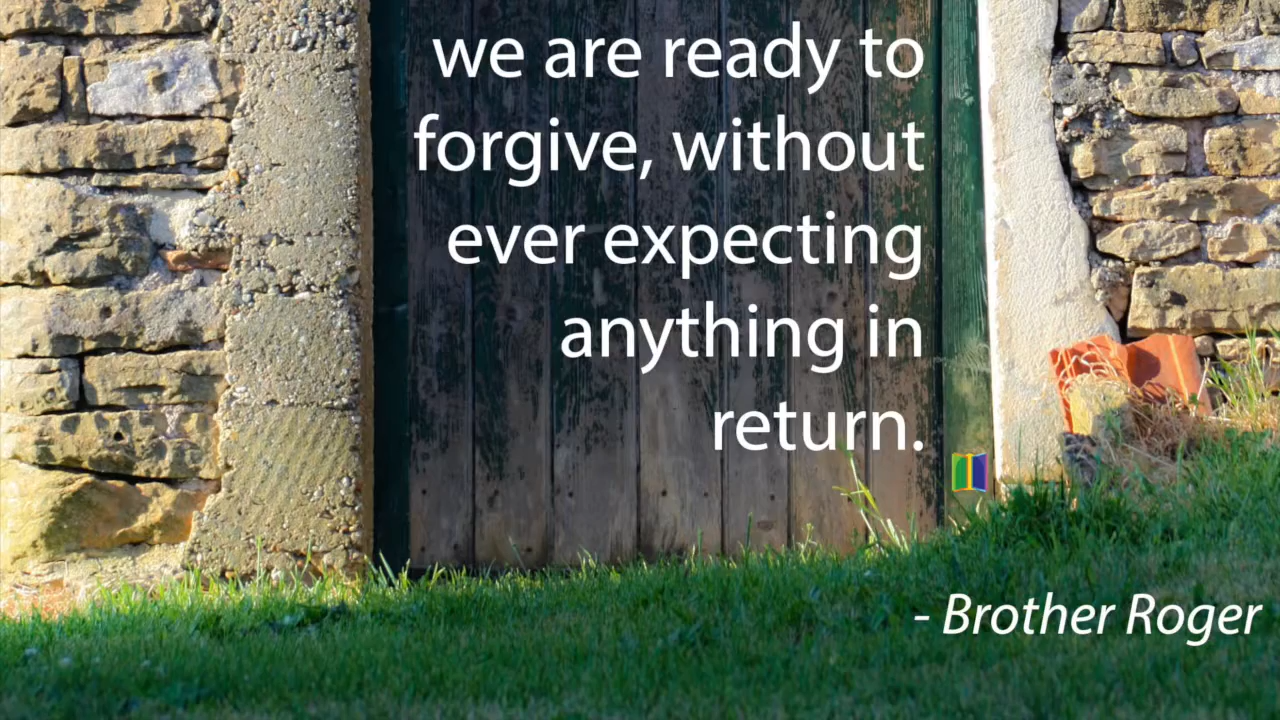 we are ready to
forgive, without
ever expecting
anything in
return.
- Brother Roger